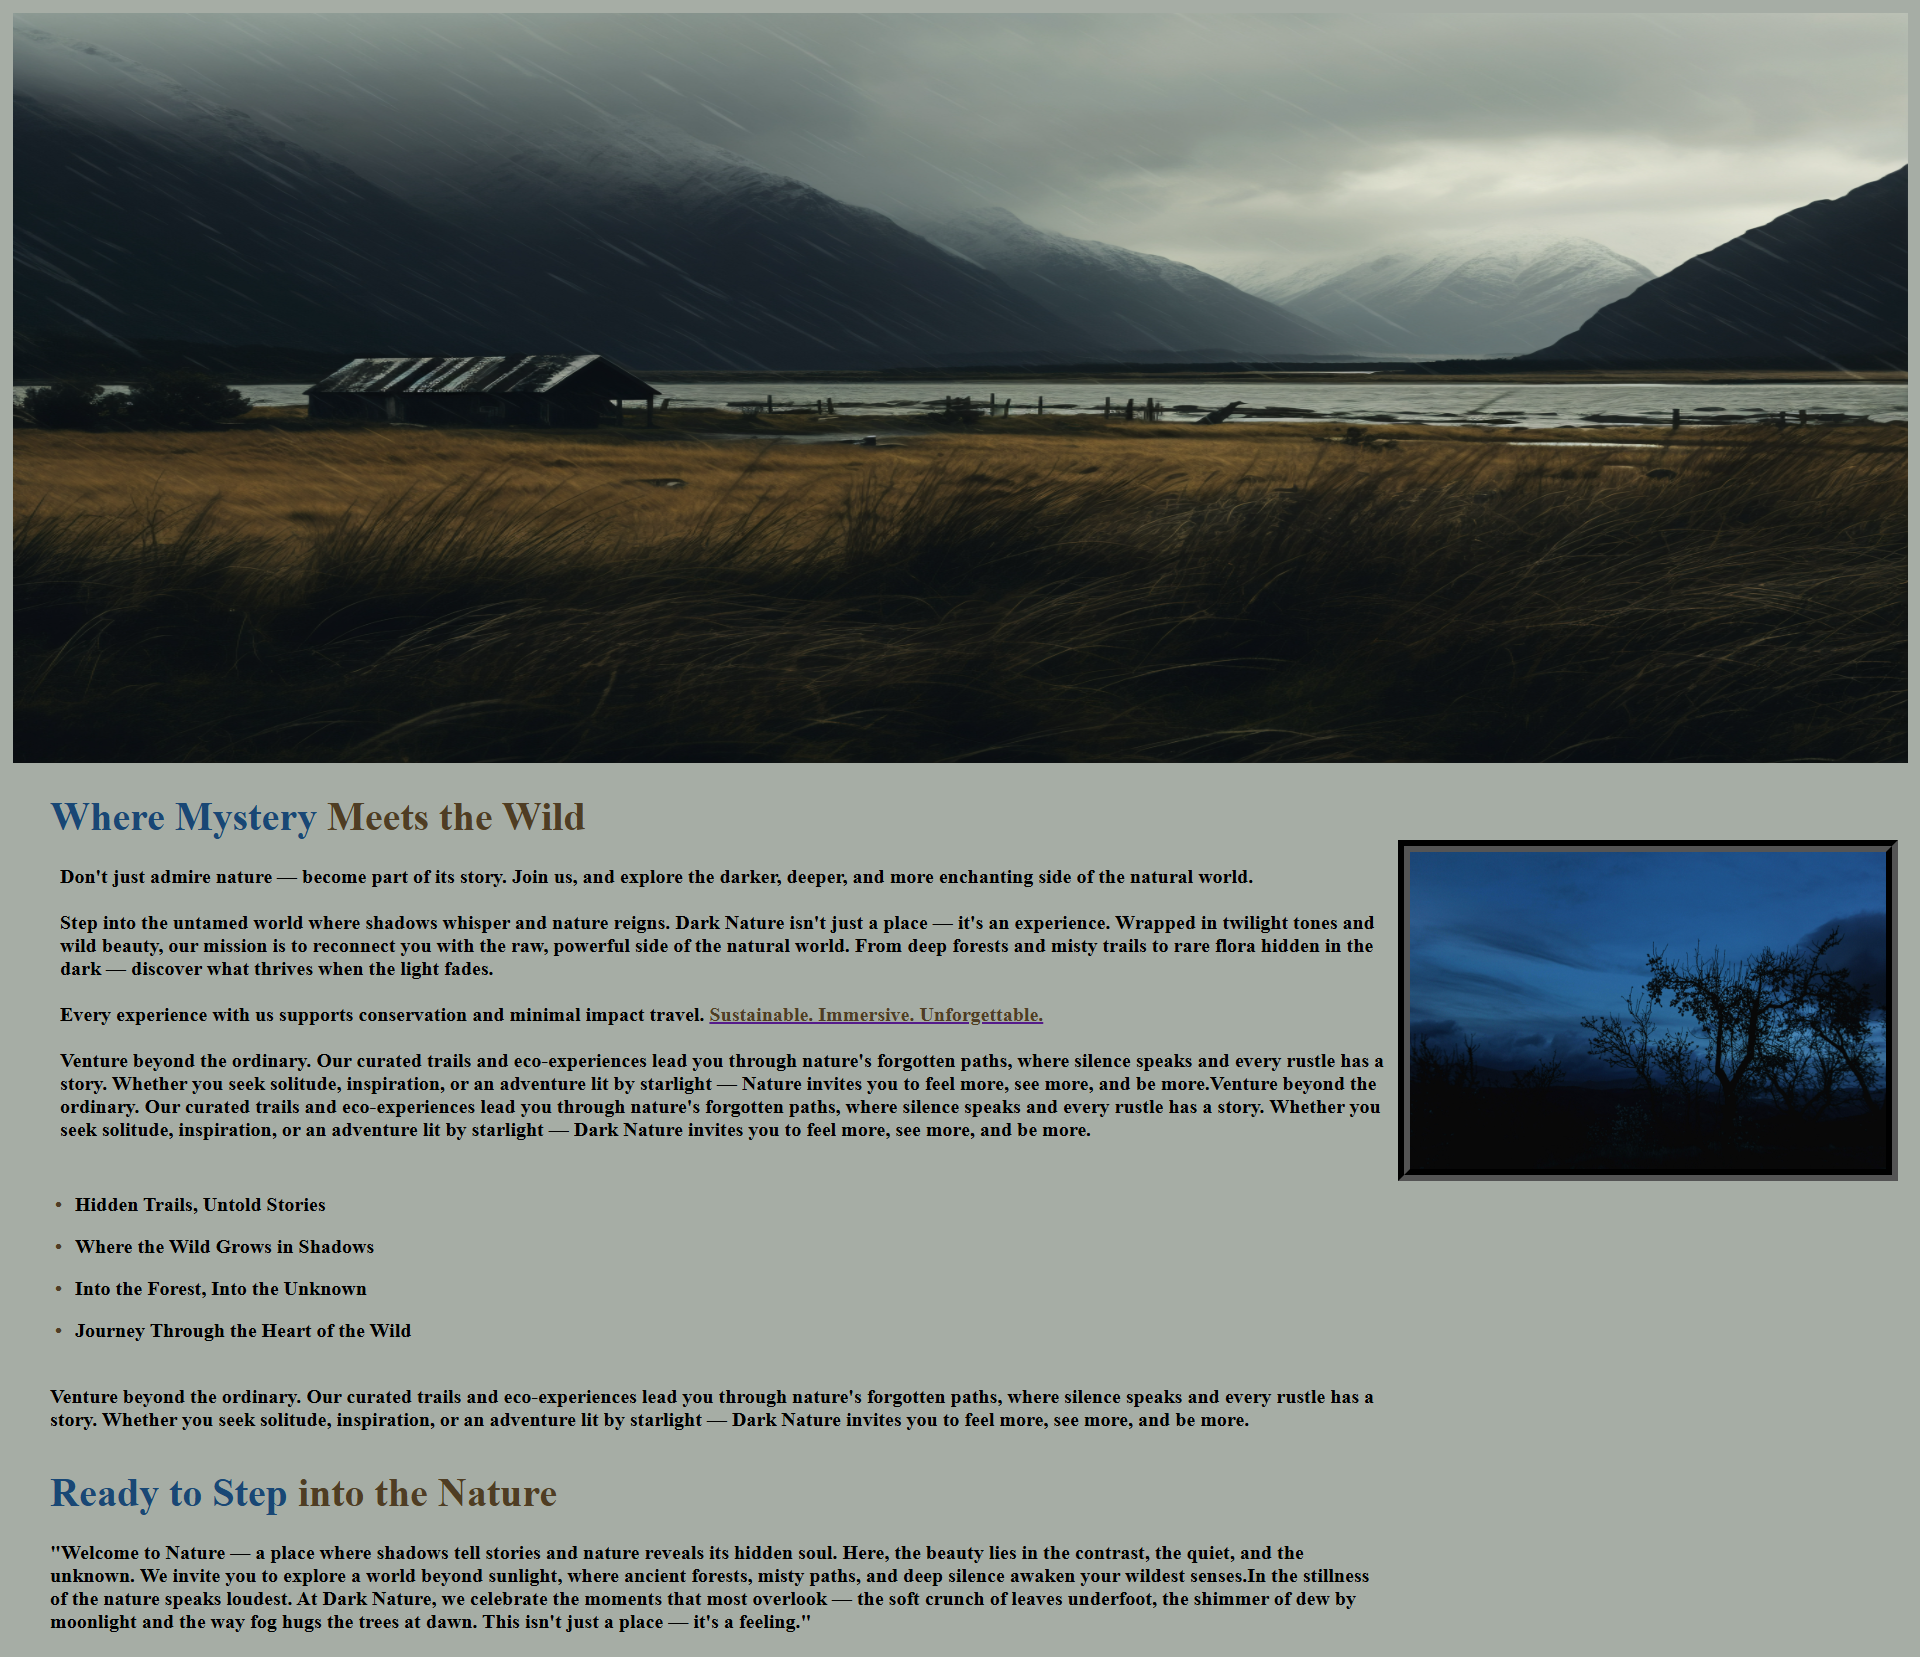 Where Mystery Meets the Wild
Don't just admire nature — become part of its story. Join us, and explore the darker, deeper, and more enchanting side of the natural world.
Step into the untamed world where shadows whisper and nature reigns. Dark Nature isn't just a place — it's an experience. Wrapped in twilight tones and
wild beauty, our mission is to reconnect you with the raw, powerful side of the natural world. From deep forests and misty trails to rare flora hidden in the
dark — discover what thrives when the light fades.
Every experience with us supports conservation and minimal impact travel. Sustainable. Immersive. Unforgettable.
Venture beyond the ordinary. Our curated trails and eco-experiences lead you through nature's forgotten paths, where silence speaks and every rustle has a
story. Whether you seek solitude, inspiration, or an adventure lit by starlight — Nature invites you to feel more, see more, and be more.Venture beyond the
ordinary. Our curated trails and eco-experiences lead you through nature's forgotten paths, where silence speaks and every rustle has a story. Whether you
seek solitude, inspiration, or an adventure lit by starlight — Dark Nature invites you to feel more, see more, and be more.
• Hidden Trails, Untold Stories
• Where the Wild Grows in Shadows
• Into the Forest, Into the Unknown
• Journey Through the Heart of the Wild
Venture beyond the ordinary. Our curated trails and eco-experiences lead you through nature's forgotten paths, where silence speaks and every rustle has a
story. Whether you seek solitude, inspiration, or an adventure lit by starlight — Dark Nature invites you to feel more, see more, and be more.
Ready to Step into the Nature
"Welcome to Nature — a place where shadows tell stories and nature reveals its hidden soul. Here, the beauty lies in the contrast, the quiet, and the
unknown. We invite you to explore a world beyond sunlight, where ancient forests, misty paths, and deep silence awaken your wildest senses.In the stillness
of the nature speaks loudest. At Dark Nature, we celebrate the moments that most overlook — the soft crunch of leaves underfoot, the shimmer of dew by
moonlight and the way fog hugs the trees at dawn. This isn't just a place — it's a feeling."